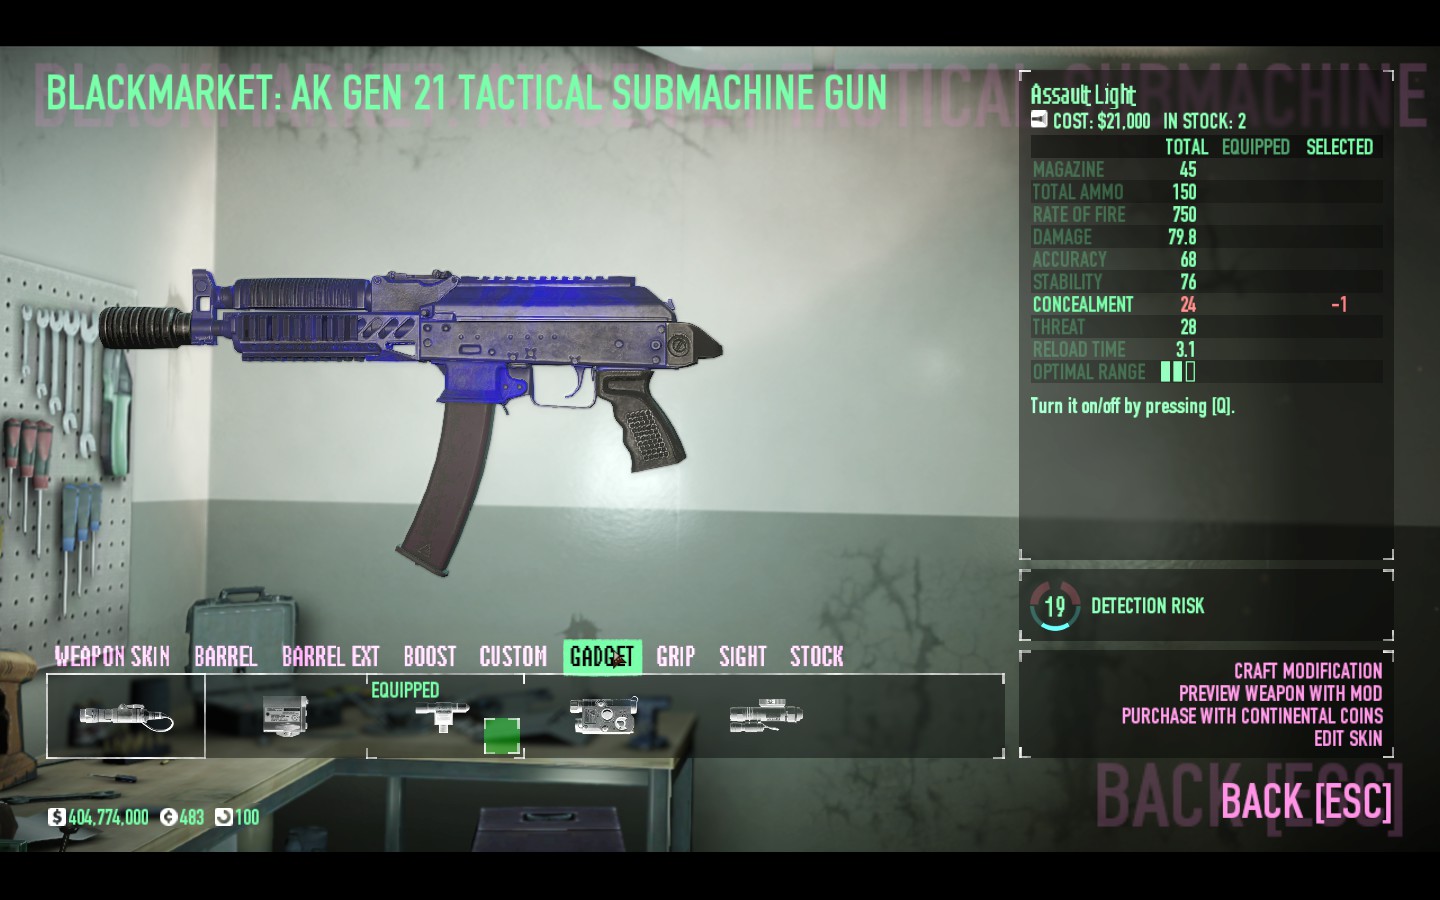 BLACKMARKET: AK GEN 21 TACTICAL SUBMACHINE GUN
Assault Light
COST: $21,000 IN STOCK: 2
TOTAL EQUIPPED SELECTED
MAGAZINE 45
TOTAL AMMO 150
RATE OF FIRE 750
DAMAGE 79.8
ACCURACY 68
STABILITY 76
CONCEALMENT 24 -1
THREAT 28
RELOAD TIME 3.1
OPTIMAL RANGE
Turn it on/off by pressing [Q].
19 DETECTION RISK
WEAPON SKIN BARREL BARREL EXT BOOST CUSTOM GADGET GRIP SIGHT STOCK
EQUIPPED
CRAFT MODIFICATION
PREVIEW WEAPON WITH MOD
PURCHASE WITH CONTINENTAL COINS
EDIT SKIN
$ 404,774,000 C 483 100
BACK [ESC]